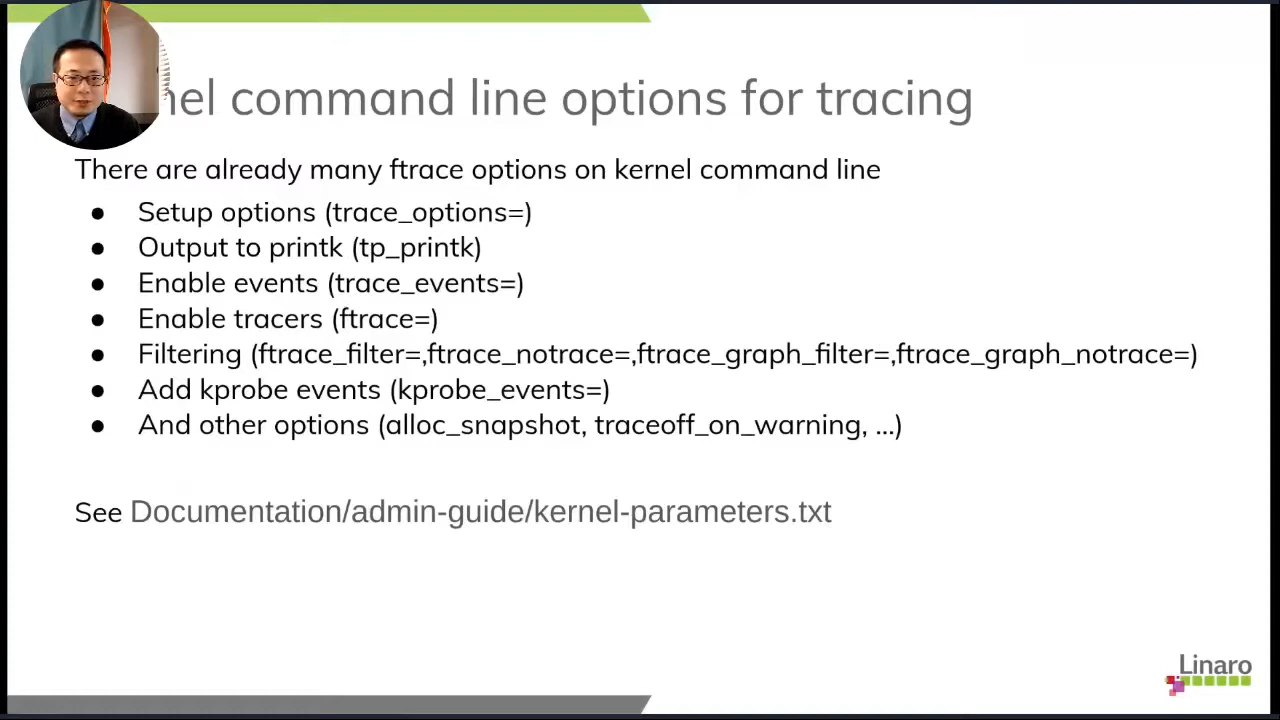 nel command line options for tracing
There are already many ftrace options on kernel command line
● Setup options (trace_options=)
● Output to printk (tp_printk)
● Enable events (trace_events=)
● Enable tracers (ftrace=)
● Filtering (ftrace_filter=,ftrace_notrace=,ftrace_graph_filter=,ftrace_graph_notrace=)
● Add kprobe events (kprobe_events=)
● And other options (alloc_snapshot, traceoff_on_warning, ...)
See Documentation/admin-guide/kernel-parameters.txt
Linaro